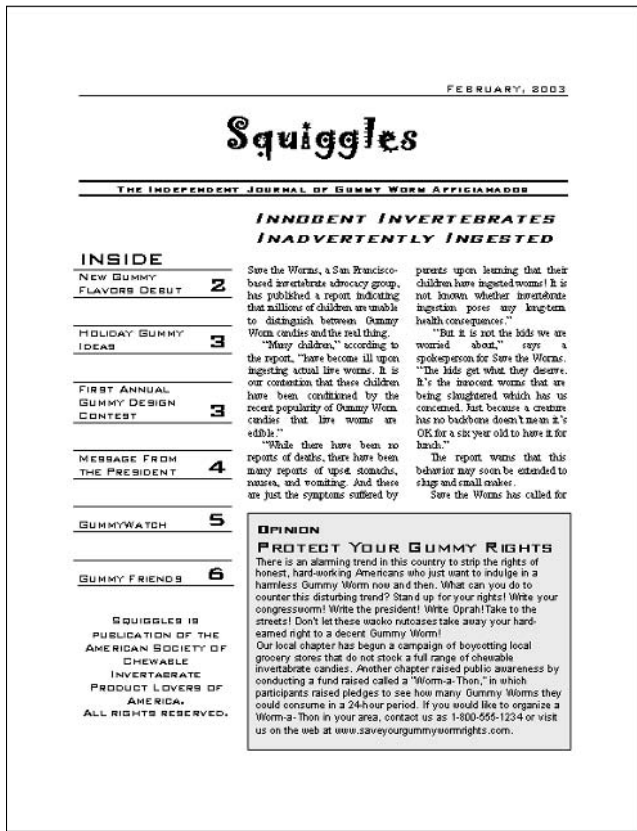 FEBRUARY, 2003
Squiggles
THE INDEPENDENT JOURNAL OF GUMMY WORM AFFICIANADOS
INNOCENT INVERTEBRATES
INADVERTENTLY INGESTED
INSIDE
NEW GUMMY
FLAVORS DEBUT 2
HOLIDAY GUMMY
IDEAS 3
FIRST ANNUAL
GUMMY DESIGN
CONTEST 3
MESSAGE FROM
THE PRESIDENT 4
GUMMYWATCH 5
GUMMY FRIENDS 6
SQUIGGLES IS
PUBLICATION OF THE
AMERICAN SOCIETY OF
CHEWABLE
INVERTABRATE
PRODUCT LOVERS OF
AMERICA.
ALL RIGHTS RESERVED.
Save the Worms, a San Francisco-
based invertebrate advocacy group,
has published a report indicating
that millions of children are unable
to distinguish between Gummy
Worm candies and the real thing.
"Many children," according to
the report, "have become ill upon
ingesting actual live worms. It is
our contention that these children
have been conditioned by the
recent popularity of Gummy Worm
candies that live worms are
edible."
"While there have been no
reports of deaths, there have been
many reports of upset stomachs,
nausea, and vomiting. And these
are just the symptoms suffered by
parents upon learning that their
children have ingested worms! It is
not known whether invertebrate
ingestion poses any long-term
health consequences."
"But it is not the kids we are
worried about," says a
spokesperson for Save the Worms.
"The kids get what they deserve.
It's the innocent worms that are
being slaughtered which has us
concerned. Just because a creature
has no backbone doesn't mean it's
OK for a six year old to have it for
lunch."
The report warns that this
behavior may soon be extended to
slugs and small snakes.
Save the Worms has called for
OPINION
PROTECT YOUR GUMMY RIGHTS
There is an alarming trend in this country to strip the rights of
honest, hard-working Americans who just want to indulge in a
harmless Gummy Worm now and then. What can you do to
counter this disturbing trend? Stand up for your rights! Write your
congressworm! Write the president! Write Oprah! Take to the
streets! Don't let these wacko nutcases take away your hard-
earned right to a decent Gummy Worm!
Our local chapter has begun a campaign of boycotting local
grocery stores that do not stock a full range of chewable
invertabrate candies. Another chapter raised public awareness by
conducting a fund raised called a "Worm-a-Thon," in which
participants raised pledges to see how many Gummy Worms they
could consume in a 24-hour period. If you would like to organize a
Worm-a-Thon in your area, contact us as 1-800-555-1234 or visit
us on the web at www.saveyourgummywormrights.com.